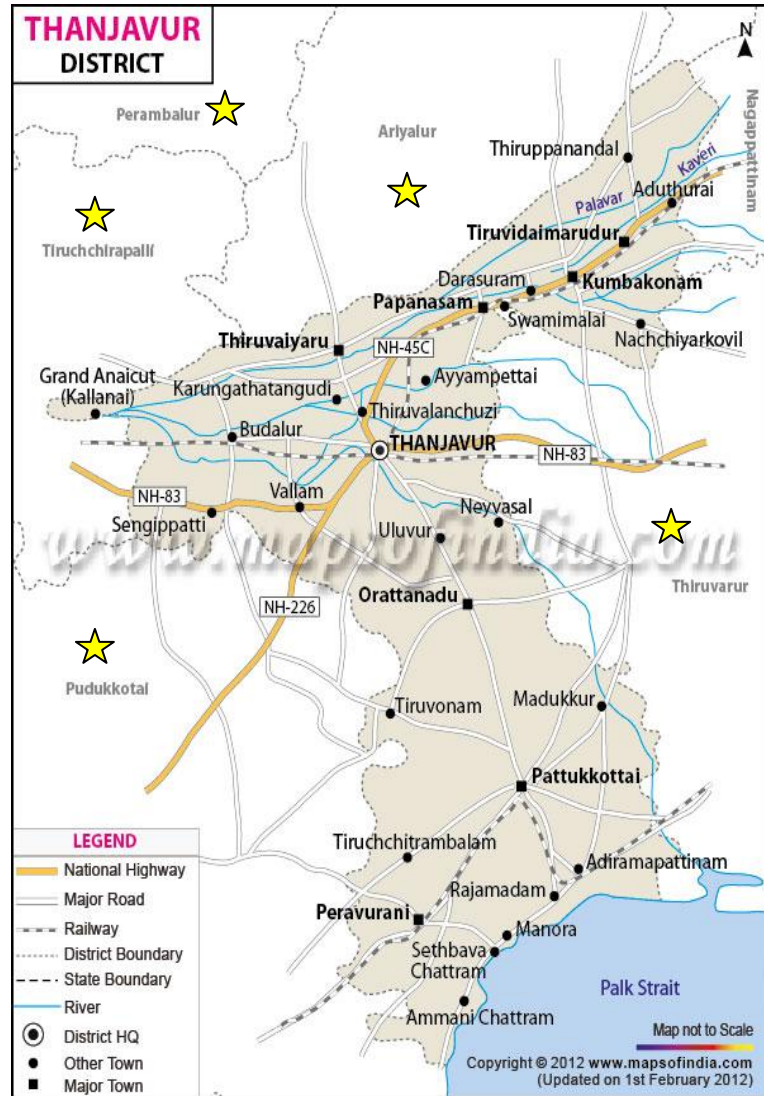 THANJAVUR
DISTRICT
N
Perambalur
Ariyalur
Nagappattinam
Thiruppanandal
Kaveri
Palavar
Aduthurai
Tiruchchirapalli
Tiruvidaimarudur
Darasuram
Kumbakonam
Papanasam
Swamimalai
Thiruvaiyaru
NH-45C
Nachchiyarkovil
Grand Anaicut
(Kallanai)
Karungathatangudi
Ayyampettai
Thiruvalanchuzi
Budalur
THANJAVUR
NH-83
NH-83
Vallam
Neyvasal
Sengippatti
Uluvur
www.mapsofindia.com
Thiruvarur
Orattanadu
NH-226
Pudukkotai
Tiruvonam
Madukkur
Pattukkottai
LEGEND
National Highway
Major Road
Railway
District Boundary
State Boundary
River
District HQ
Other Town
Major Town
Tiruchchitrambalam
Adiramapattinam
Rajamadam
Peravurani
Manora
Sethbava
Chattram
Palk Strait
Ammani Chattram
Map not to Scale
Copyright © 2012 www.mapsofindia.com
(Updated on 1st February 2012)